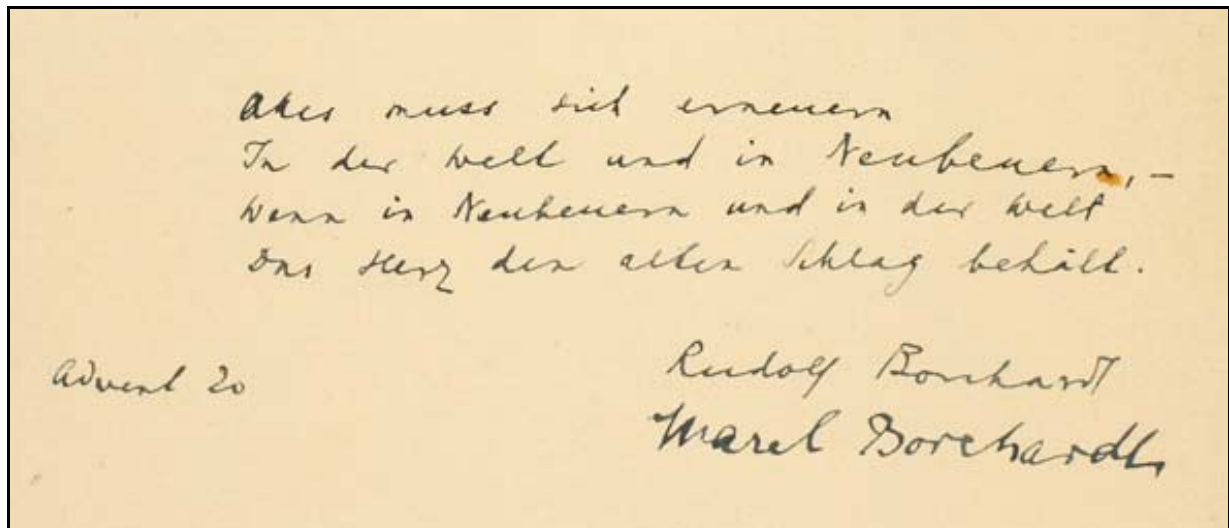 Alles muss sich erneuern
In der Welt und in Neubeuern, –
Wenn in Neubeuern und in der Welt
Das Herz den alten Schlag behält.
Advent 20
Rudolf Borchardt
Marel Borchardt